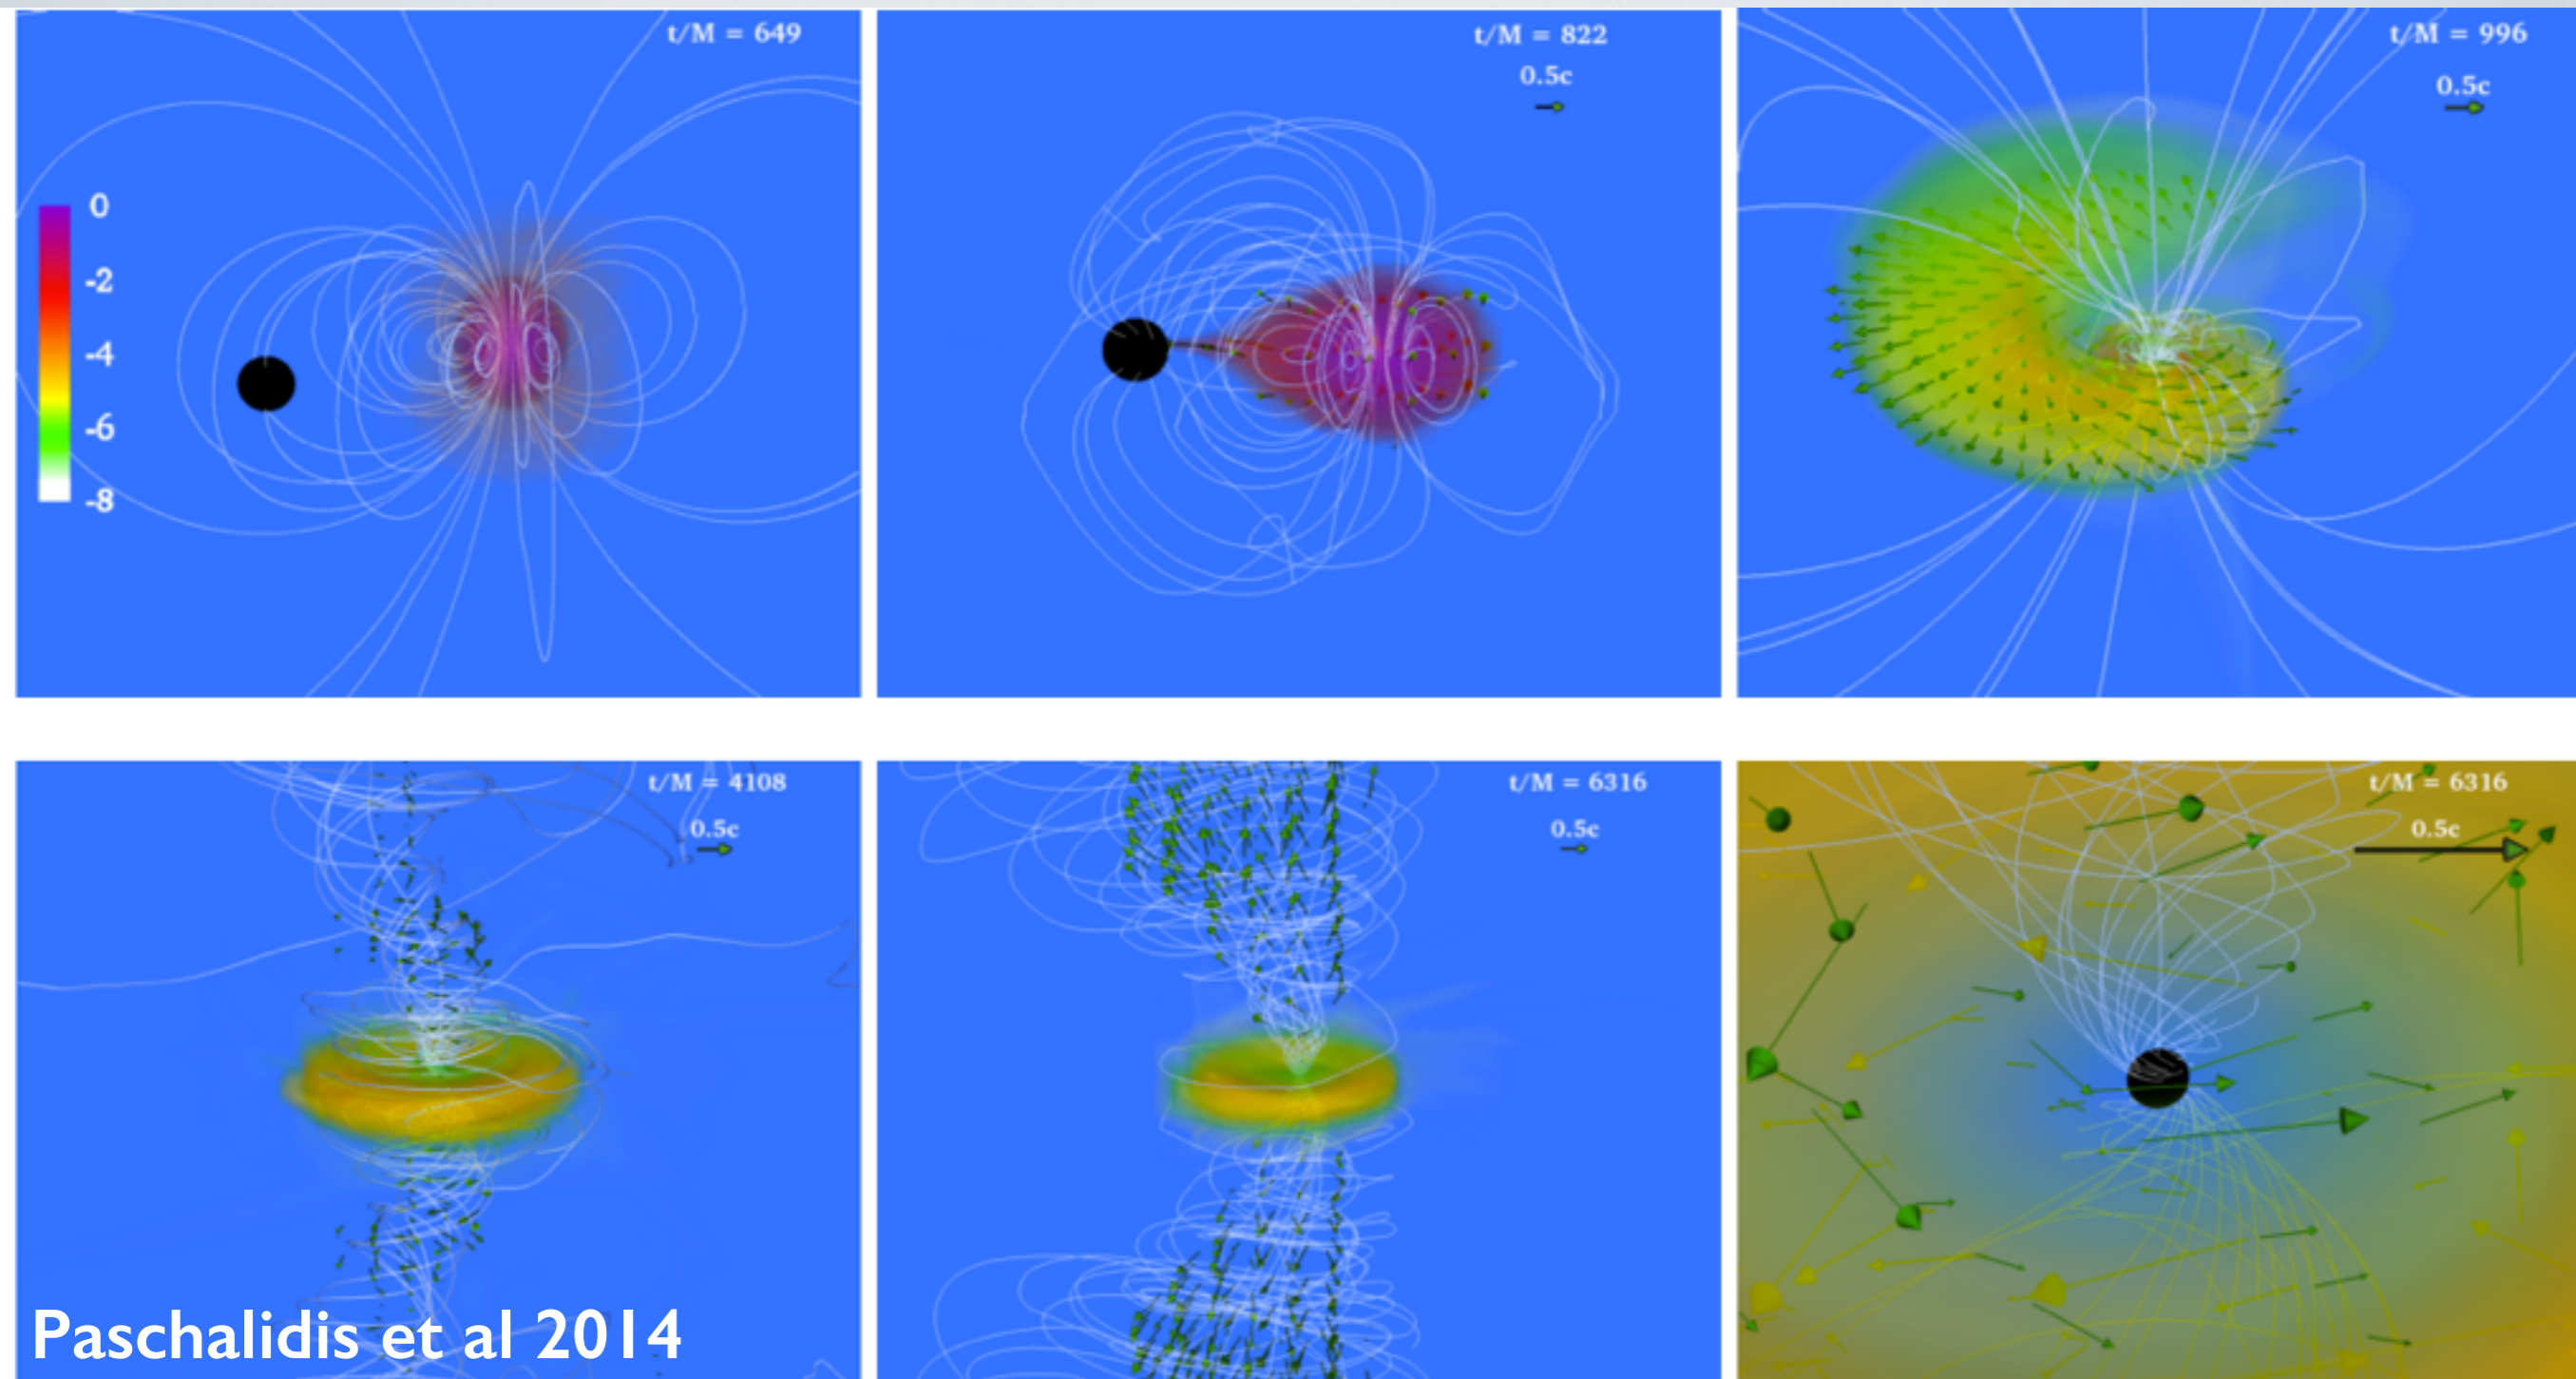 t/M = 649
t/M = 822
0.5c
t/M = 996
0.5c
0
-2
-4
-6
-8
t/M = 4108
0.5c
t/M = 6316
0.5c
t/M = 6316
0.5c
Paschalidis et al 2014